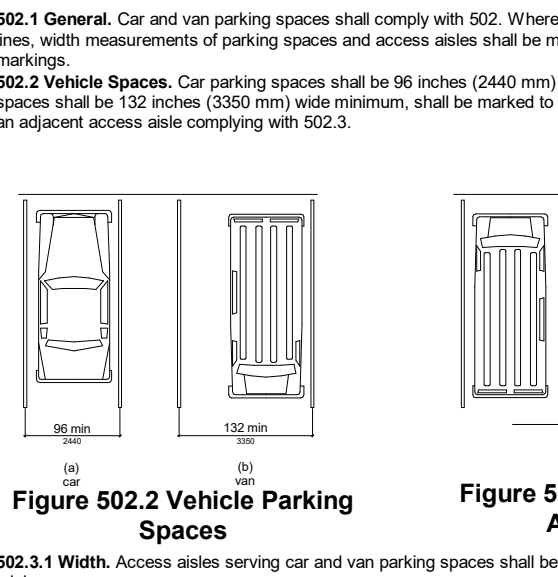 502.1 General. Car and van parking spaces shall comply with 502. Where
width measurements of parking spaces and access aisles shall be
markings.
502.2 Vehicle Spaces. Car parking spaces shall be 96 inches (2440 mm)
spaces shall be 132 inches (3350 mm) wide minimum, shall be marked to
an adjacent access aisle complying with 502.3.
96 min
2440
132 min
3350
(a)
car
(b)
van
Figure 502.2 Vehicle Parking
Spaces
Figure 5
A
502.3.1 Width. Access aisles serving car and van parking spaces shall be